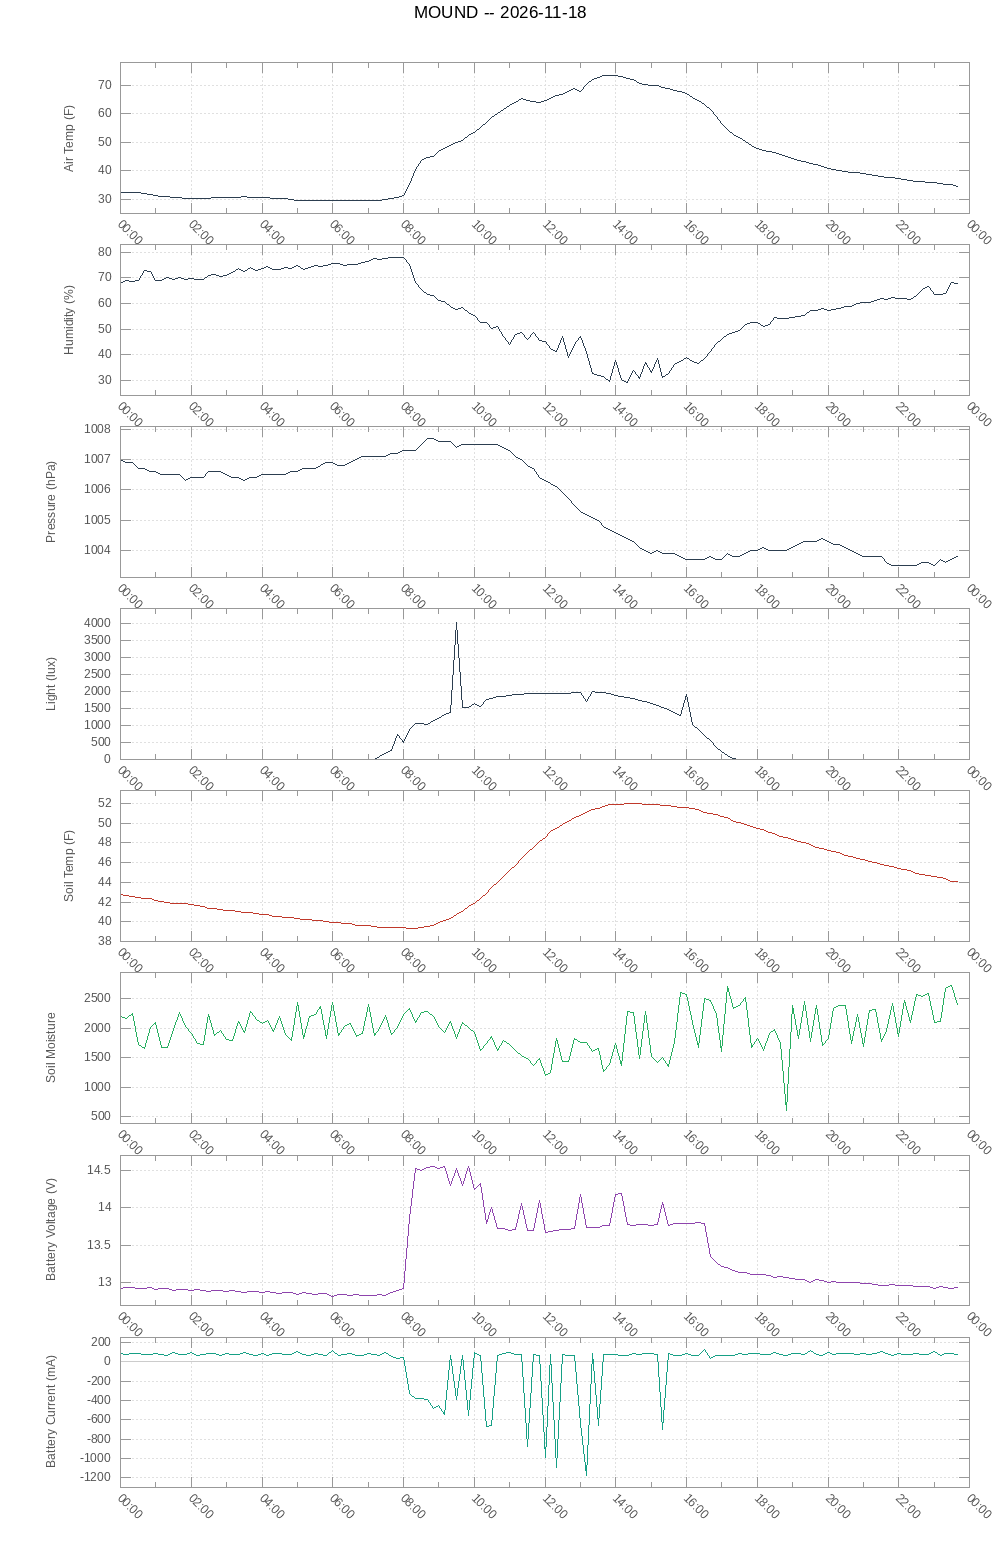 MOUND -- 2026-11-18
Air Temp (F)
70
60
50
40
30
00:00 02:00 04:00 06:00 08:00 10:00 12:00 14:00 16:00 18:00 20:00 22:00 00:00
Humidity (%)
80
70
60
50
40
30
00:00 02:00 04:00 06:00 08:00 10:00 12:00 14:00 16:00 18:00 20:00 22:00 00:00
Pressure (hPa)
1008
1007
1006
1005
1004
00:00 02:00 04:00 06:00 08:00 10:00 12:00 14:00 16:00 18:00 20:00 22:00 00:00
Light (lux)
4000
3500
3000
2500
2000
1500
1000
500
0
00:00 02:00 04:00 06:00 08:00 10:00 12:00 14:00 16:00 18:00 20:00 22:00 00:00
Soil Temp (F)
52
50
48
46
44
42
40
38
00:00 02:00 04:00 06:00 08:00 10:00 12:00 14:00 16:00 18:00 20:00 22:00 00:00
Soil Moisture
2500
2000
1500
1000
500
00:00 02:00 04:00 06:00 08:00 10:00 12:00 14:00 16:00 18:00 20:00 22:00 00:00
Battery Voltage (V)
14.5
14
13.5
13
00:00 02:00 04:00 06:00 08:00 10:00 12:00 14:00 16:00 18:00 20:00 22:00 00:00
Battery Current (mA)
200
0
-200
-400
-600
-800
-1000
-1200
00:00 02:00 04:00 06:00 08:00 10:00 12:00 14:00 16:00 18:00 20:00 22:00 00:00